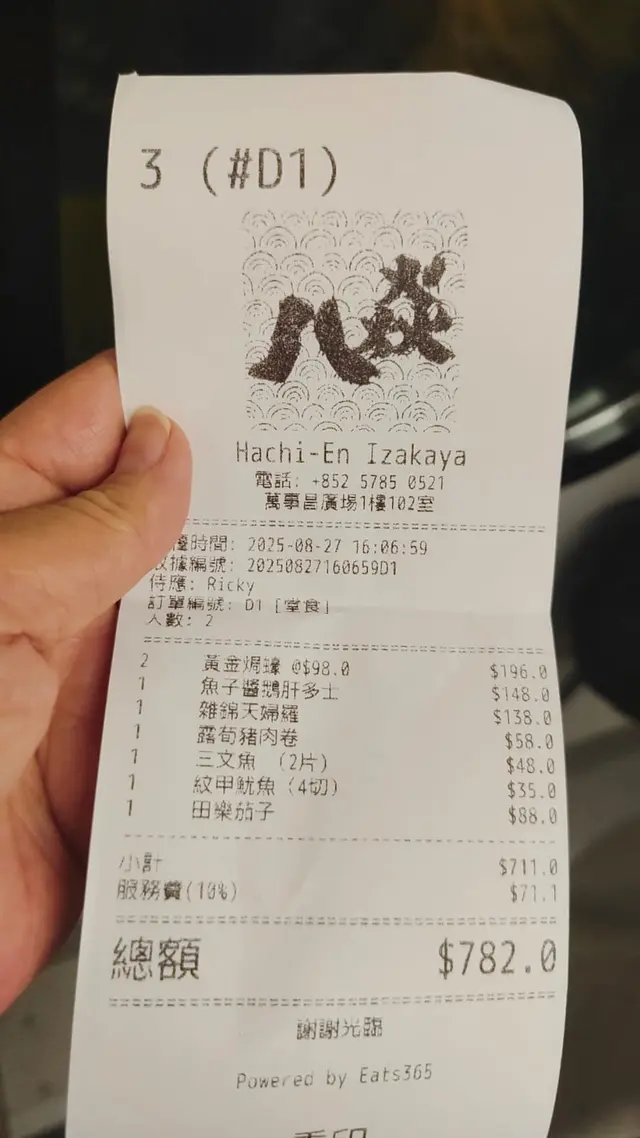 3 (#D1)
八 焱
Hachi-En Izakaya
電話: +852 5785 0521
萬事昌廣場1樓102室
時間: 2025-08-27 16:06:59
收據編號: 20250827160659D1
侍應: Ricky
訂單編號: D1 [堂食]
人數: 2
2 黃金焗蠔 @$98.0 $196.0
1 魚子醬鵝肝多士 $148.0
1 雜錦天婦羅 $138.0
1 露荀豬肉卷 $58.0
1 三文魚 (2片) $48.0
1 紋甲魷魚 (4切) $35.0
1 田樂茄子 $88.0
小計 $711.0
服務費(10%) $71.1
總額 $782.0
謝謝光臨
Powered by Eats365